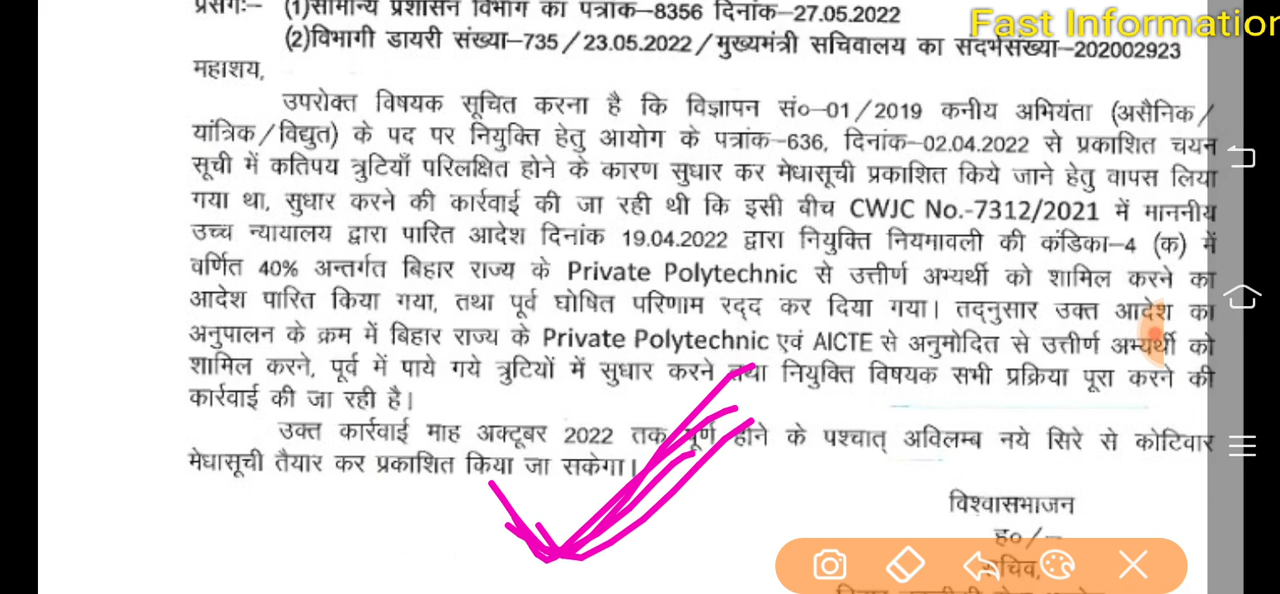 प्रसंगः– (1)सामान्य प्रशासन विभाग का पत्रांक–8356 दिनांक–27.05.2022
Fast Information
(2)विभागी डायरी संख्या–735/23.05.2022/मुख्यमंत्री सचिवालय का संदर्भसंख्या–202002923
महाशय,
उपरोक्त विषयक सूचित करना है कि विज्ञापन सं०–01/2019 कनीय अभियंता (असैनिक/
यांत्रिक/विद्युत) के पद पर नियुक्ति हेतु आयोग के पत्रांक–636, दिनांक–02.04.2022 से प्रकाशित चयन
सूची में कतिपय त्रुटियाँ परिलक्षित होने के कारण सुधार कर मेधासूची प्रकाशित किये जाने हेतु वापस लिया
गया था, सुधार करने की कार्रवाई की जा रही थी कि इसी बीच CWJC No.-7312/2021 में माननीय
उच्च न्यायालय द्वारा पारित आदेश दिनांक 19.04.2022 द्वारा नियुक्ति नियमावली की कंडिका–4 (क) में
वर्णित 40% अन्तर्गत बिहार राज्य के Private Polytechnic से उत्तीर्ण अभ्यर्थी को शामिल करने का
आदेश पारित किया गया, तथा पूर्व घोषित परिणाम रद्द कर दिया गया। तद्नुसार उक्त आदेश का
अनुपालन के क्रम में बिहार राज्य के Private Polytechnic एवं AICTE से अनुमोदित से उत्तीर्ण अभ्यर्थी को
शामिल करने, पूर्व में पाये गये त्रुटियों में सुधार करने तथा नियुक्ति विषयक सभी प्रक्रिया पूरा करने की
कार्रवाई की जा रही है।
उक्त कार्रवाई माह अक्टूबर 2022 तक पूर्ण होने के पश्चात् अविलम्ब नये सिरे से कोटिवार
मेधासूची तैयार कर प्रकाशित किया जा सकेगा।
विश्वासभाजन
ह०/–
सचिव,